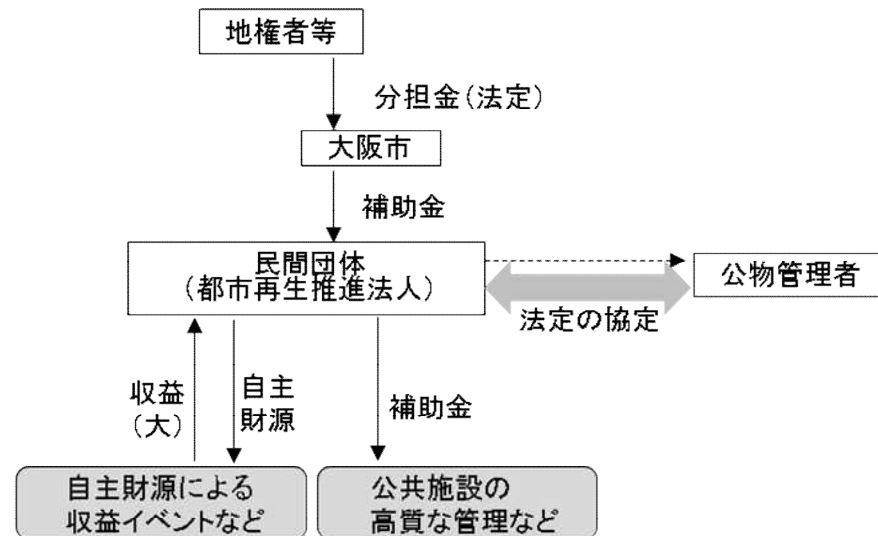 地権者等
分担金(法定)
大阪市
補助金
民間団体
(都市再生推進法人)
公物管理者
法定の協定
収益
(大)
自主
財源
補助金
自主財源による
収益イベントなど
公共施設の
高質な管理など